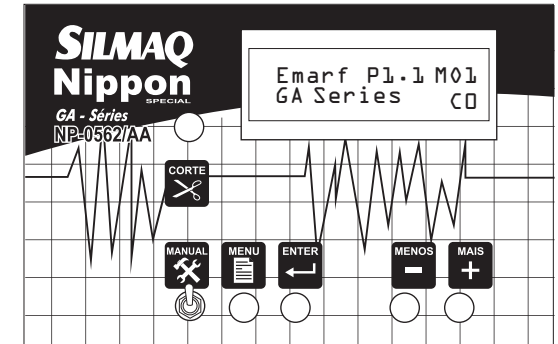 SILMAQ
Nippon
SPECIAL
GA - Séries
NP-0562/AA
Emarf P1.1 M01
GA Series CO
CORTE
MANUAL
MENU
ENTER
MENOS
MAIS